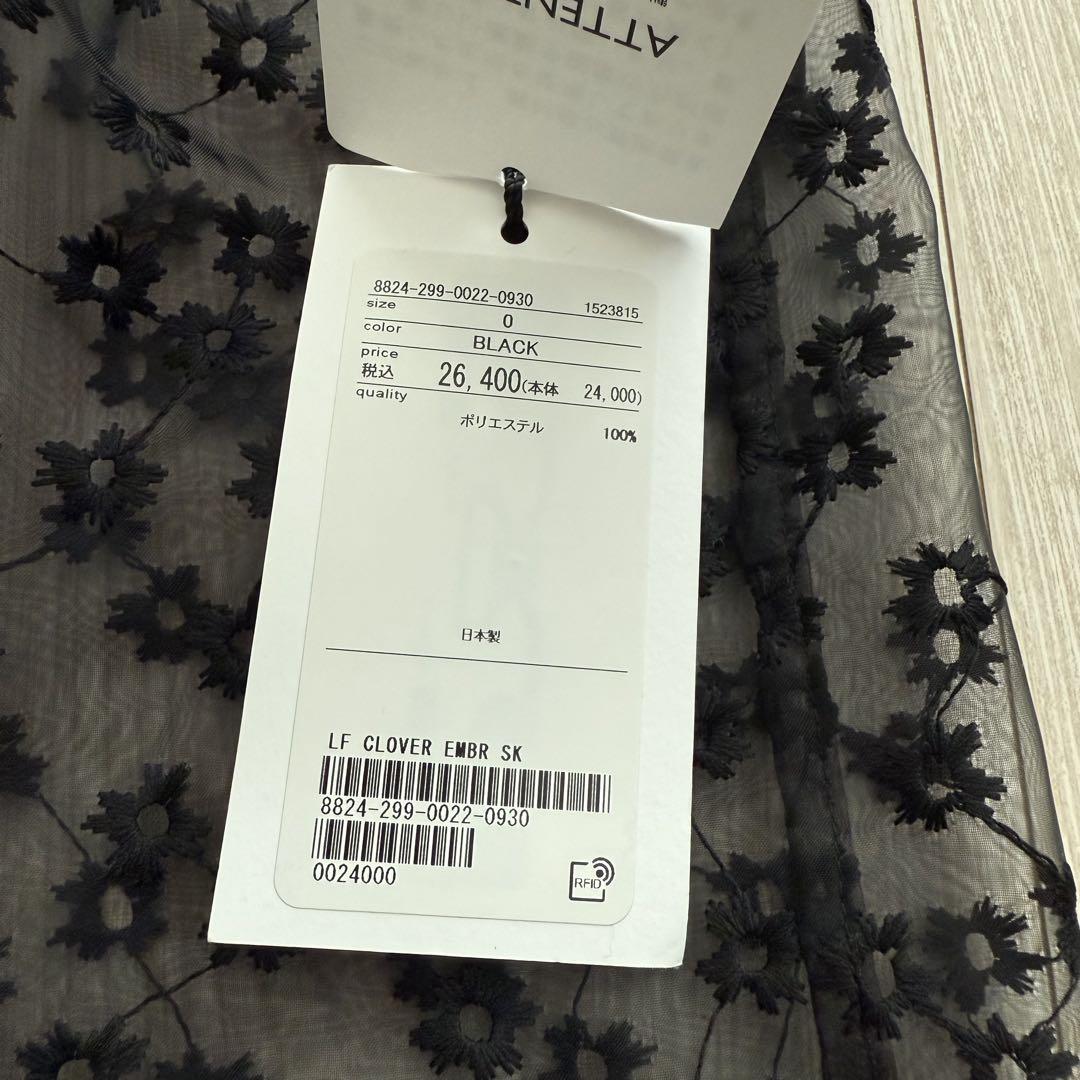 ATTENT
8824-299-0022-0930 1523815
size 0
color BLACK
price
税込 26,400(本体 24,000)
quality
ポリエステル 100%
日本製
LF CLOVER EMBR SK
8824-299-0022-0930
0024000
RFID